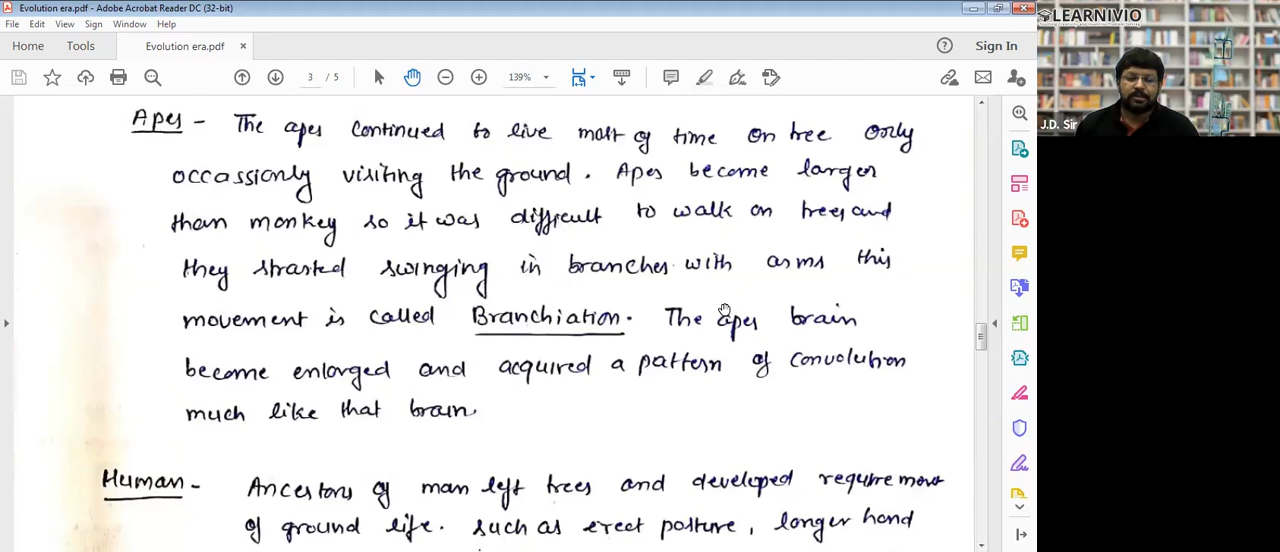 Evolution era.pdf - Adobe Acrobat Reader DC (32-bit)
File Edit View Sign Window Help
Home Tools Evolution era.pdf × Sign In
3 / 5 139%
LEARNIVIO
J.D. Sir
Apes - The apes continued to live most of time on tree only
occassionly visiting the ground. Apes become larger
than monkey so it was difficult to walk on trees and
they strasted swinging in branches with arms this
movement is called Branchiation. The apes brain
become enlarged and acquired a pattern of convolution
much like that brain.
Human - Ancestors of man left trees and developed requirement
of ground life. Such as erect posture, longer hand